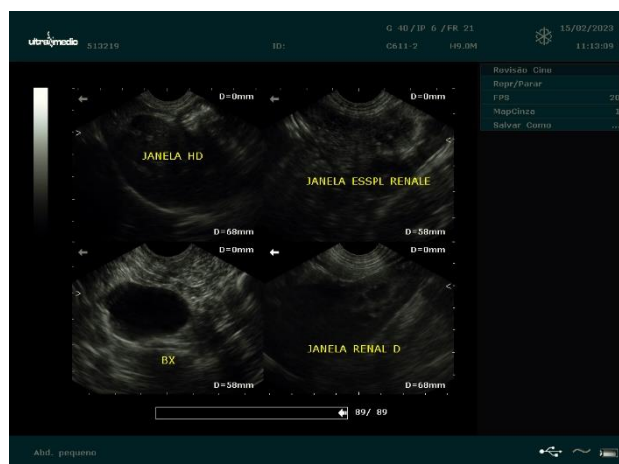 G 40/IP 6 /FR 21
15/02/2023
ultramedic 513219
ID:
C611-2 H9.0M
11:13:09
Revisão Cine
Repr/Parar
FPS 20
MapCinza
Salvar Como ...
D=0mm
D=0mm
JANELA HD
JANELA ESSPL RENALE
D=68mm
D=58mm
D=0mm
D=0mm
BX
JANELA RENAL D
D=58mm
D=68mm
89/ 89
Abd. pequeno